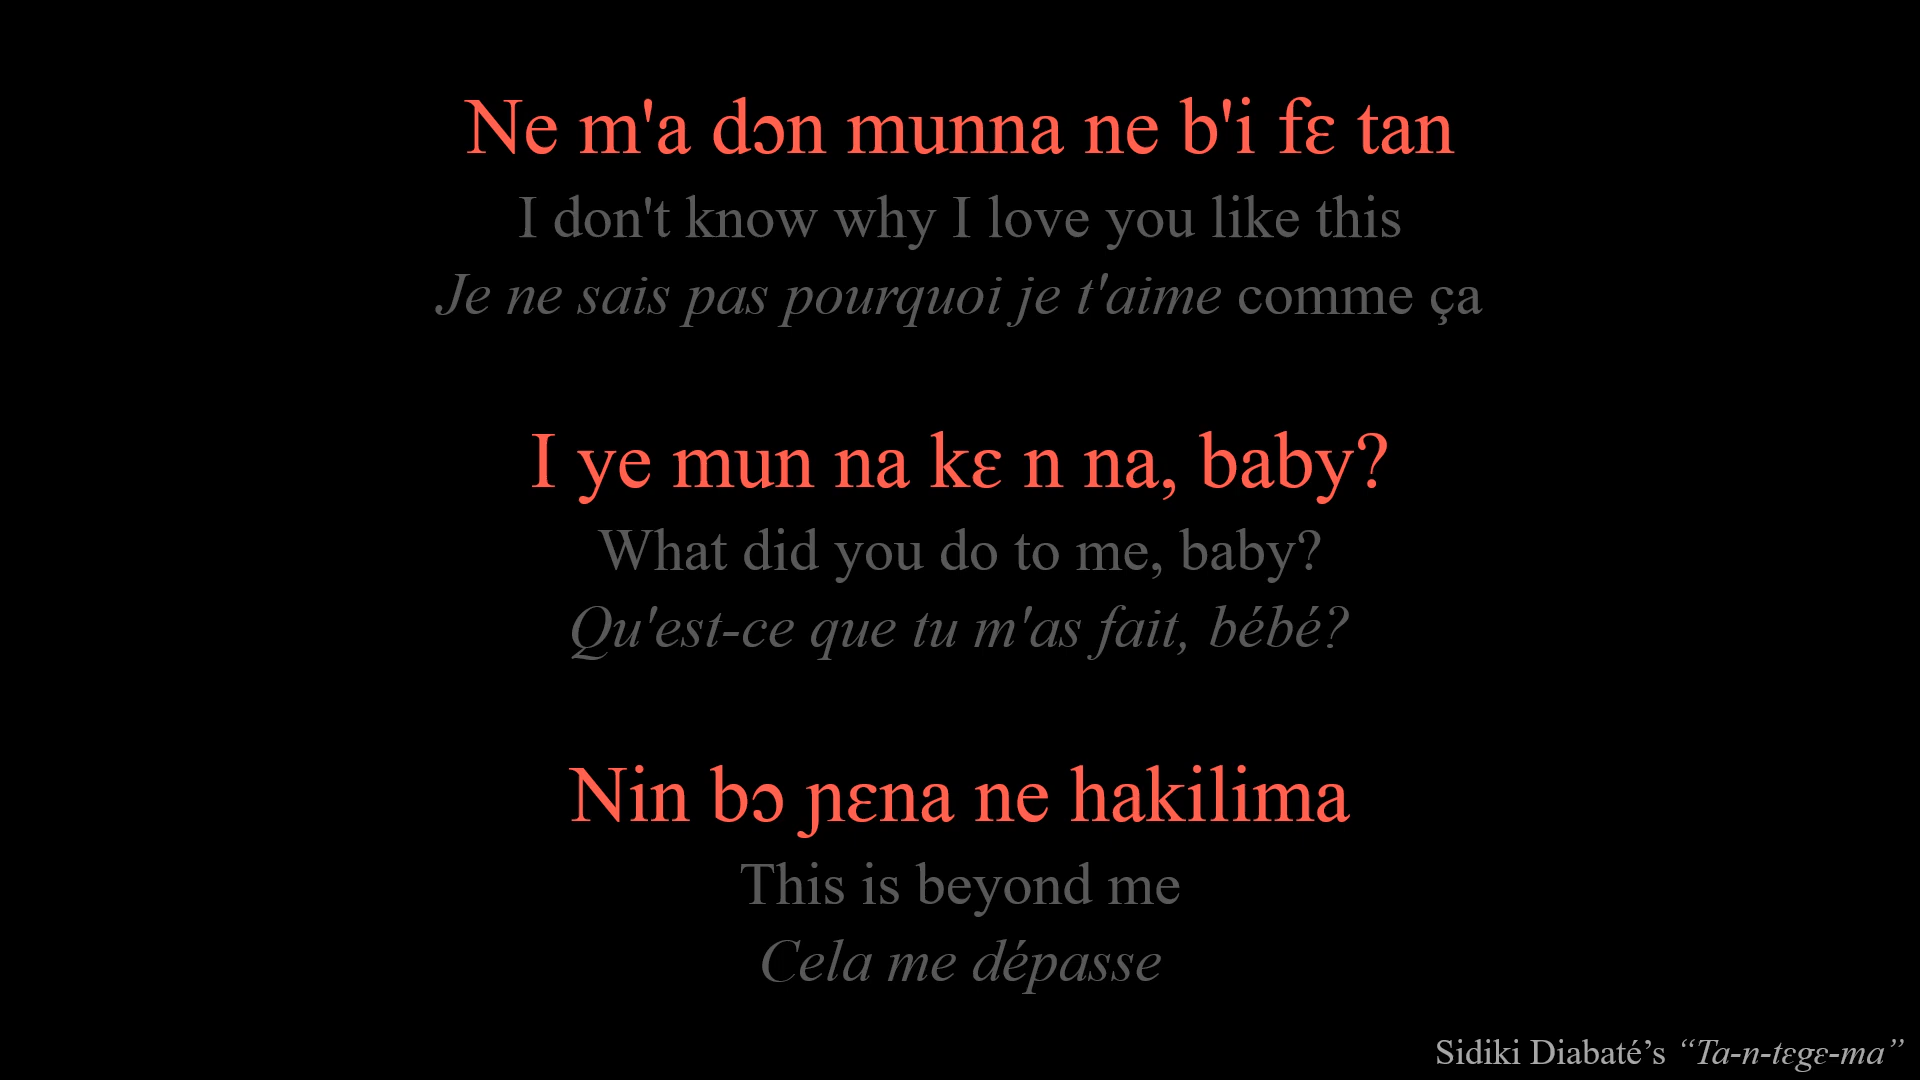 Ne m'a dɔn munna ne b'i fɛ tan
I don't know why I love you like this
Je ne sais pas pourquoi je t'aime comme ça
I ye mun na kɛ n na, baby?
What did you do to me, baby?
Qu'est-ce que tu m'as fait, bébé?
Nin bɔ ɲɛna ne hakilima
This is beyond me
Cela me dépasse
Sidiki Diabaté’s “Ta-n-tɛgɛ-ma”